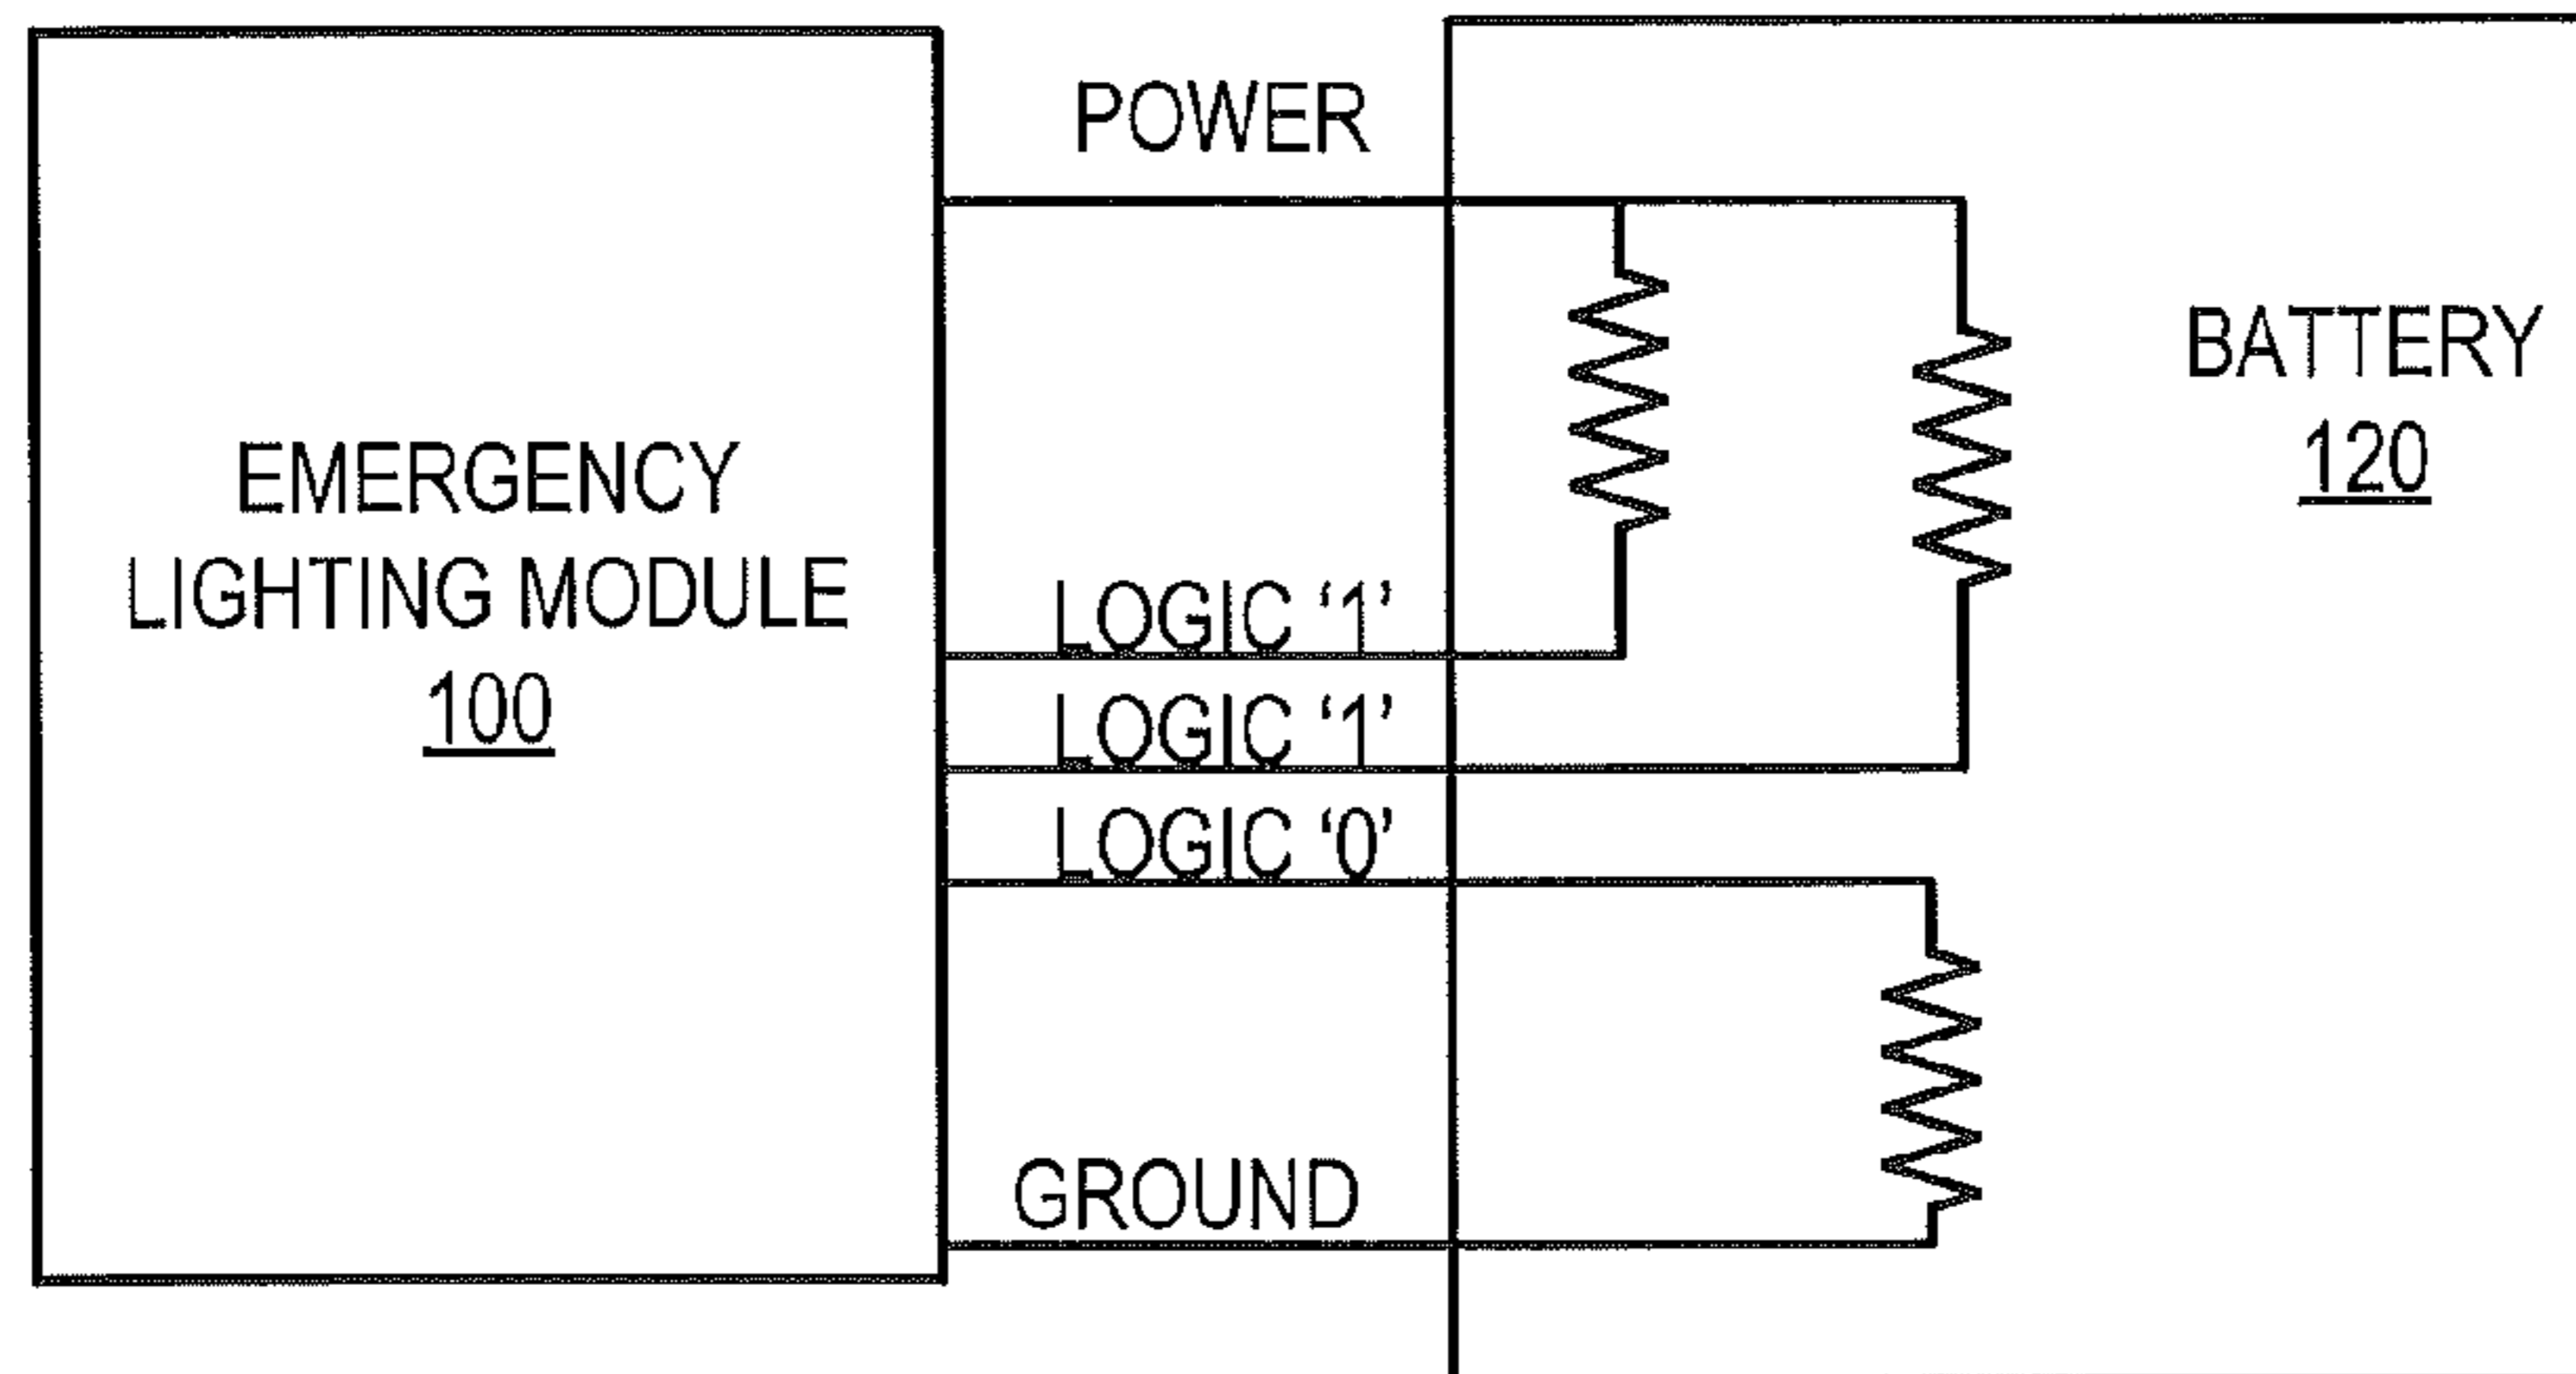 POWER
EMERGENCY
LIGHTING MODULE
100
LOGIC ‘1’
LOGIC ‘1’
LOGIC ‘0’
GROUND
BATTERY
120